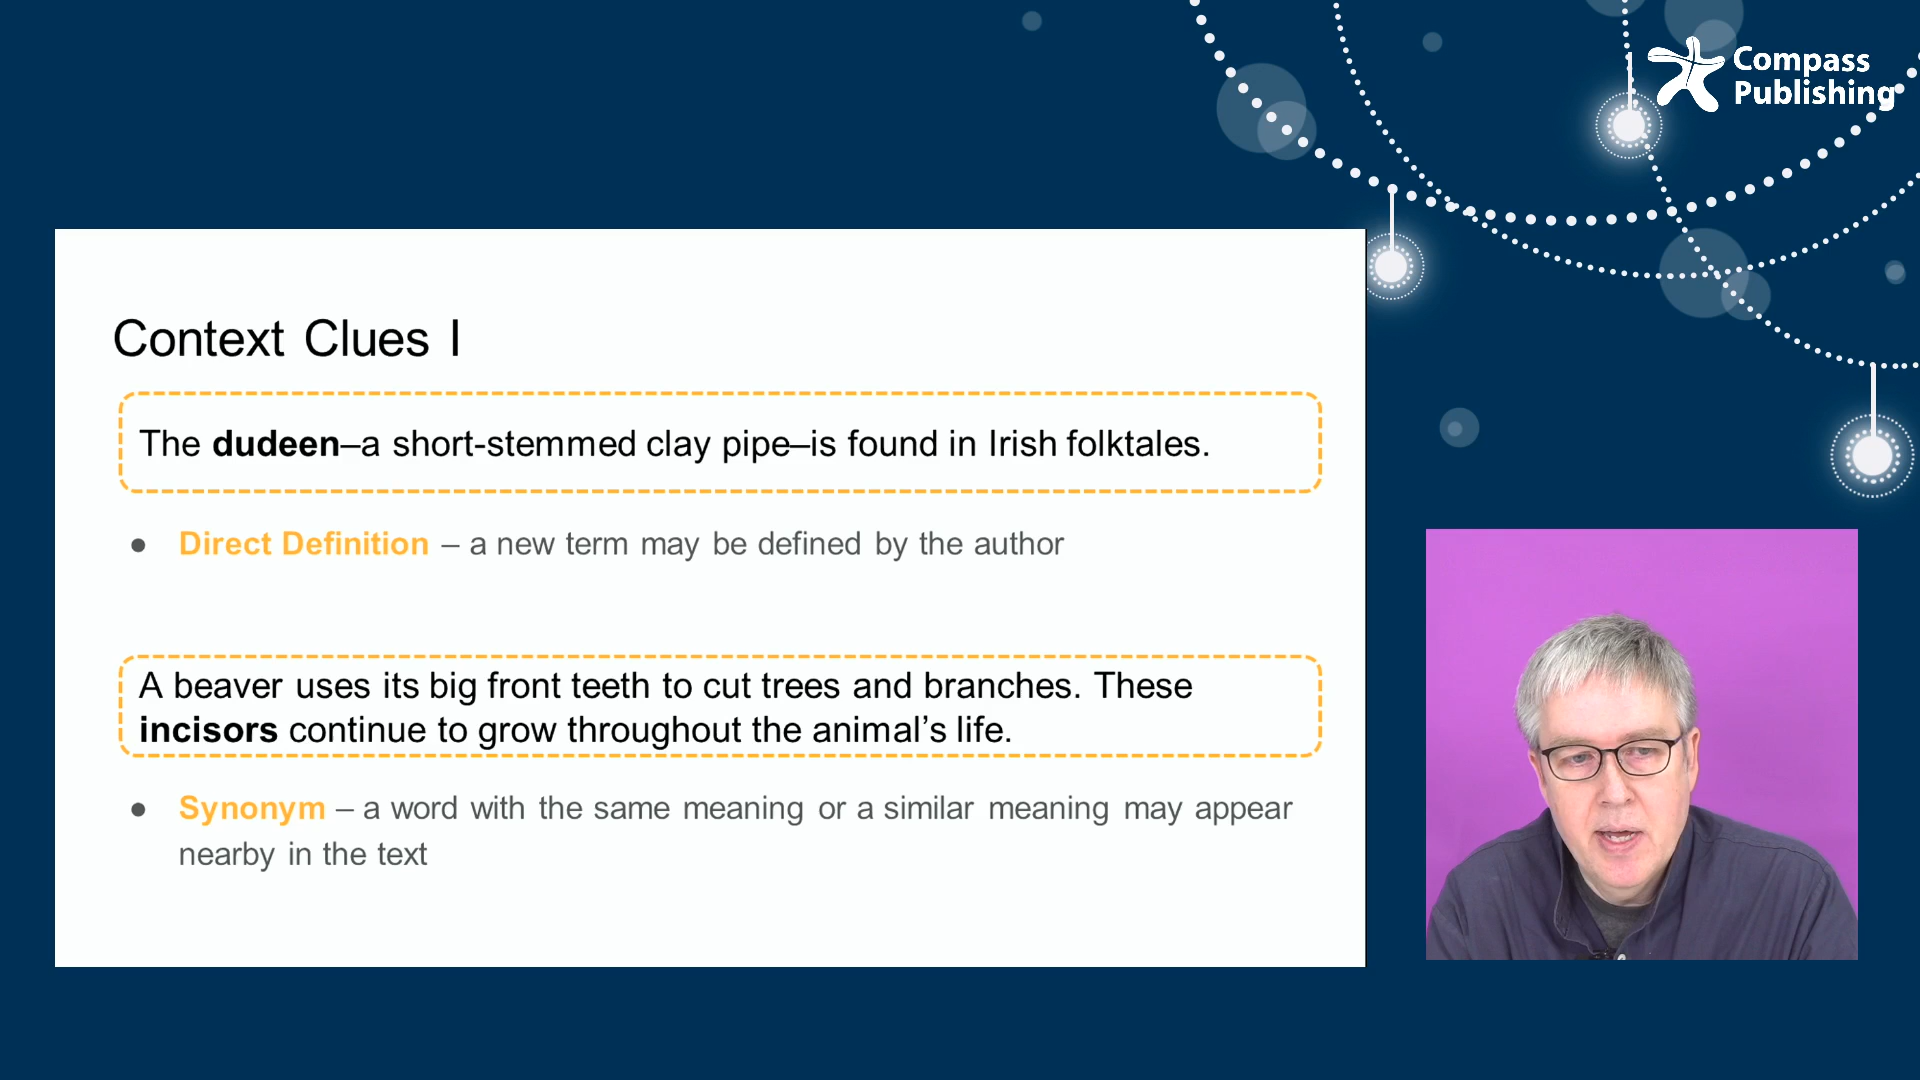 Compass
Publishing
Context Clues I
The dudeen–a short-stemmed clay pipe–is found in Irish folktales.
● Direct Definition – a new term may be defined by the author
A beaver uses its big front teeth to cut trees and branches. These
incisors continue to grow throughout the animal’s life.
● Synonym – a word with the same meaning or a similar meaning may appear
nearby in the text